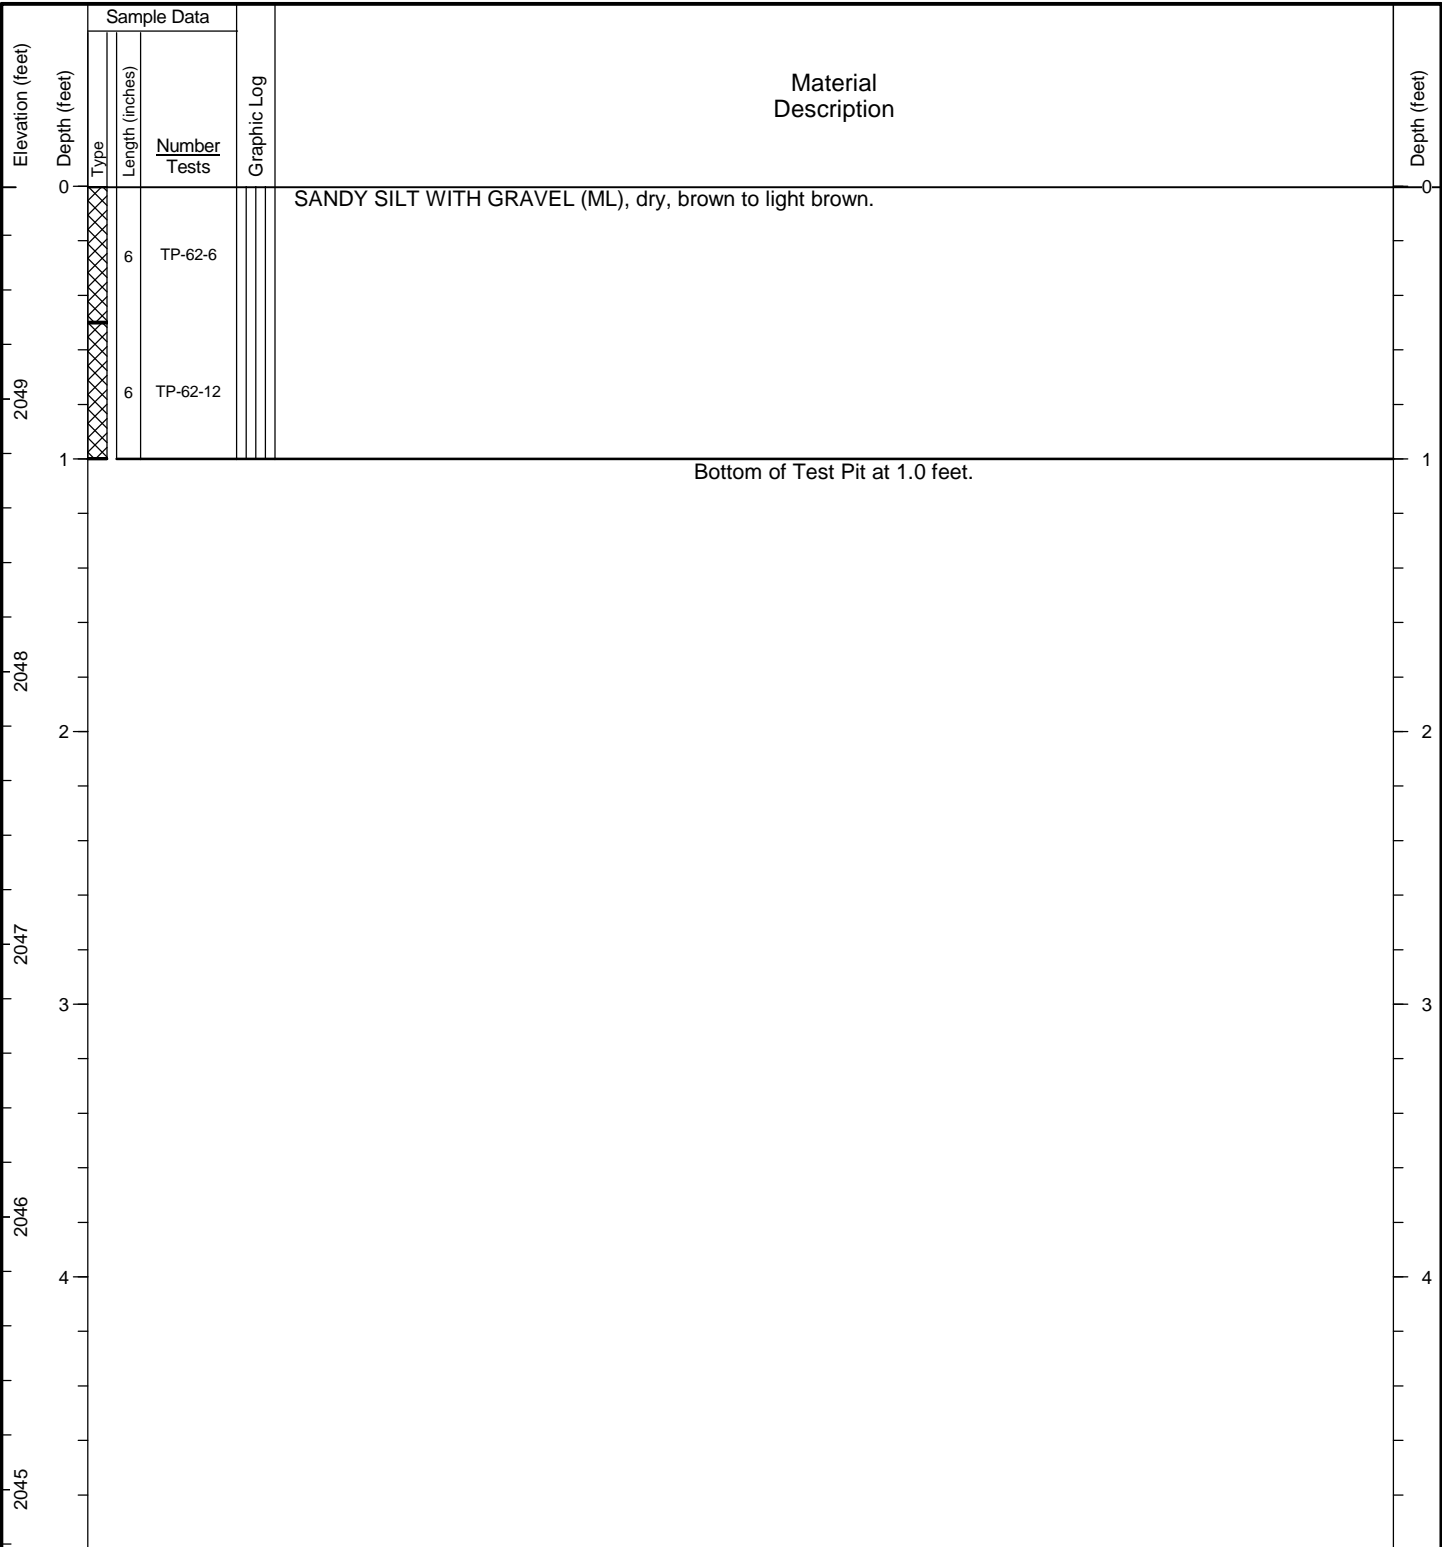 Sample Data
Elevation (feet)
Depth (feet)
Type
Length (inches)
Number
Tests
Graphic Log
Material
Description
Depth (feet)
0
0
SANDY SILT WITH GRAVEL (ML), dry, brown to light brown.
6 TP-62-6
2049
6 TP-62-12
1
1
Bottom of Test Pit at 1.0 feet.
2048
2
2
2047
3
3
2046
4
4
2045